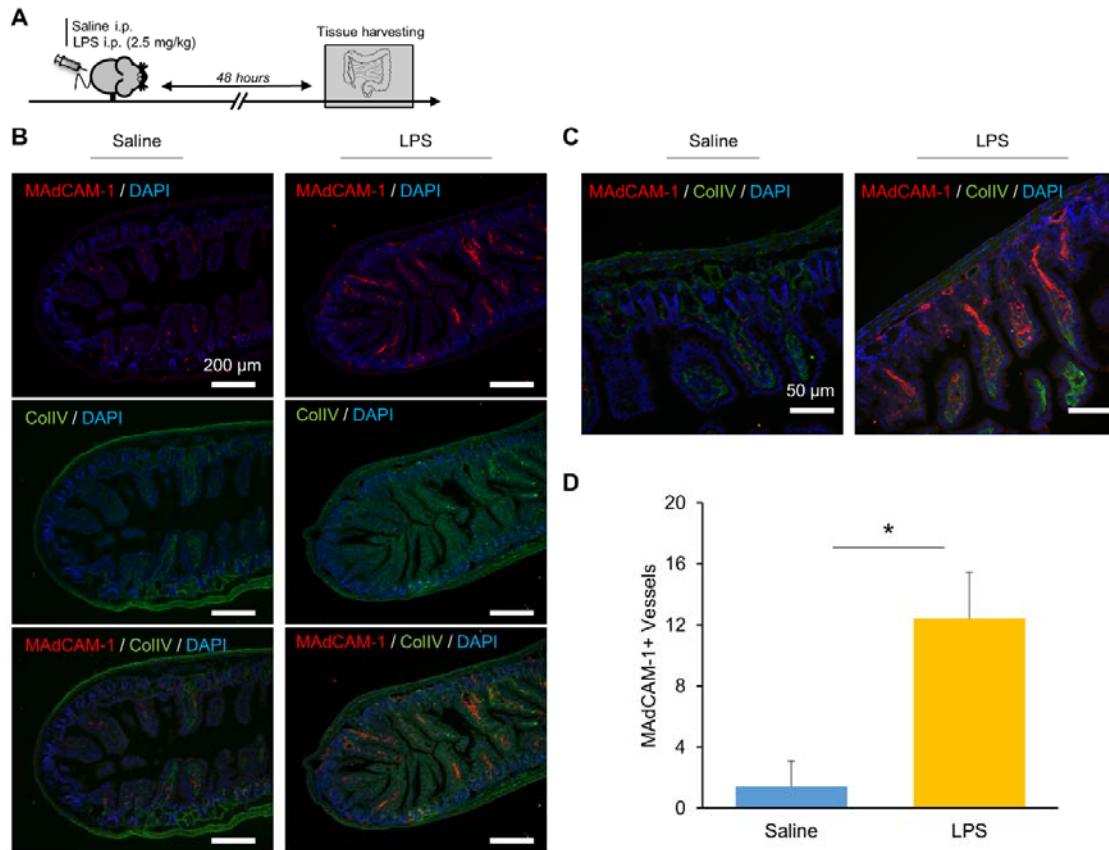 A
Saline i.p.
LPS i.p. (2.5 mg/kg)
48 hours
Tissue harvesting
B
Saline
LPS
MAdCAM-1 / DAPI
MAdCAM-1 / DAPI
200 µm
ColIV / DAPI
ColIV / DAPI
MAdCAM-1 / ColIV / DAPI
MAdCAM-1 / ColIV / DAPI
C
Saline
LPS
MAdCAM-1 / ColIV / DAPI
MAdCAM-1 / ColIV / DAPI
50 µm
D
MAdCAM-1+ Vessels
20
16
12
8
4
0
*
Saline
LPS